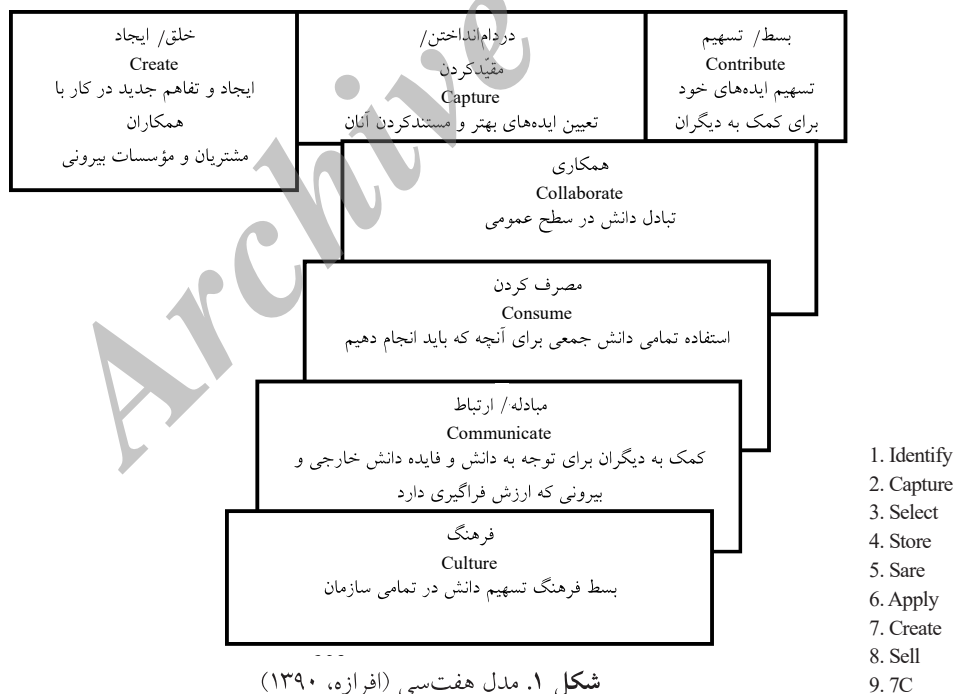 خلق/ ایجاد
Create
ایجاد و تفاهم جدید در کار با
همکاران
مشتریان و مؤسسات بیرونی
دردام‌انداختن/
مقیّدکردن
Capture
تعیین ایده‌های بهتر و مستندکردن آنان
بسط/ تسهیم
Contribute
تسهیم ایده‌های خود
برای کمک به دیگران
همکاری
Collaborate
تبادل دانش در سطح عمومی
مصرف کردن
Consume
استفاده تمامی دانش جمعی برای آنچه که باید انجام دهیم
مبادله/ ارتباط
Communicate
کمک به دیگران برای توجه به دانش و فایده دانش خارجی و
بیرونی که ارزش فراگیری دارد
فرهنگ
Culture
بسط فرهنگ تسهیم دانش در تمامی سازمان
شکل ۱. مدل هفت‌سی (افرازه، ۱۳۹۰)
1. Identify
2. Capture
3. Select
4. Store
5. Sare
6. Apply
7. Create
8. Sell
9. 7C
Archive